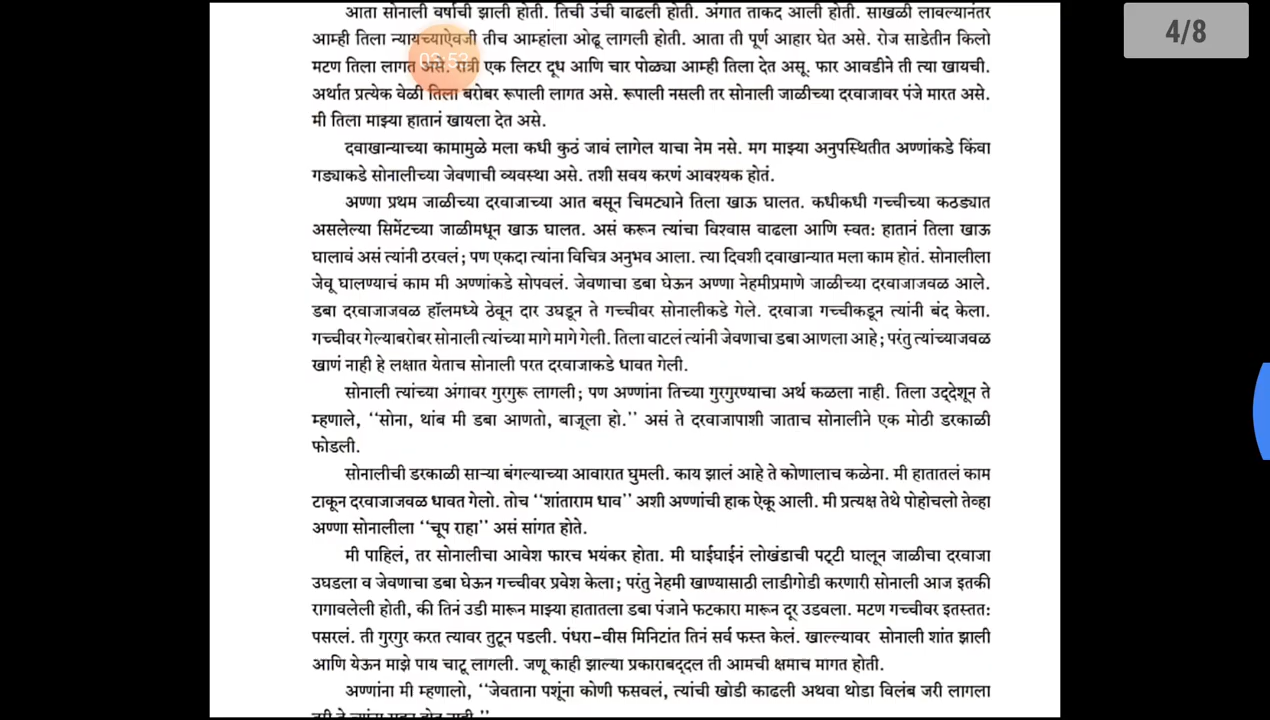 आता सोनाली वर्षाची झाली होती. तिची उंची वाढली होती. अंगात ताकद आली होती. साखळी लावल्यानंतर
4/8
आम्ही तिला न्यायच्याऐवजी तीच आम्हांला ओढू लागली होती. आता ती पूर्ण आहार घेत असे. रोज साडेतीन किलो
मटण तिला लागत असे. रात्री एक लिटर दूध आणि चार पोळ्या आम्ही तिला देत असू. फार आवडीने ती त्या खायची.
अर्थात प्रत्येक वेळी तिला बरोबर रूपाली लागत असे. रूपाली नसली तर सोनाली जाळीच्या दरवाजावर पंजे मारत असे.
मी तिला माझ्या हातानं खायला देत असे.
दवाखान्याच्या कामामुळे मला कधी कुठं जावं लागेल याचा नेम नसे. मग माझ्या अनुपस्थितीत अण्णांकडे किंवा
गड्याकडे सोनालीच्या जेवणाची व्यवस्था असे. तशी सवय करणं आवश्यक होतं.
अण्णा प्रथम जाळीच्या दरवाजाच्या आत बसून चिमट्याने तिला खाऊ घालत. कधीकधी गच्चीच्या कठड्यात
असलेल्या सिमेंटच्या जाळीमधून खाऊ घालत. असं करून त्यांचा विश्वास वाढला आणि स्वत: हातानं तिला खाऊ
घालावं असं त्यांनी ठरवलं; पण एकदा त्यांना विचित्र अनुभव आला. त्या दिवशी दवाखान्यात मला काम होतं. सोनालीला
जेवू घालण्याचं काम मी अण्णांकडे सोपवलं. जेवणाचा डबा घेऊन अण्णा नेहमीप्रमाणे जाळीच्या दरवाजाजवळ आले.
डबा दरवाजाजवळ हॉलमध्ये ठेवून दार उघडून ते गच्चीवर सोनालीकडे गेले. दरवाजा गच्चीकडून त्यांनी बंद केला.
गच्चीवर गेल्याबरोबर सोनाली त्यांच्या मागे मागे गेली. तिला वाटलं त्यांनी जेवणाचा डबा आणला आहे; परंतु त्यांच्याजवळ
खाणं नाही हे लक्षात येताच सोनाली परत दरवाजाकडे धावत गेली.
सोनाली त्यांच्या अंगावर गुरगुरू लागली; पण अण्णांना तिच्या गुरगुरण्याचा अर्थ कळला नाही. तिला उद्देशून ते
म्हणाले, ‘‘सोना, थांब मी डबा आणतो, बाजूला हो.’’ असं ते दरवाजापाशी जाताच सोनालीने एक मोठी डरकाळी
फोडली.
सोनालीची डरकाळी साऱ्या बंगल्याच्या आवारात घुमली. काय झालं आहे ते कोणालाच कळेना. मी हातातलं काम
टाकून दरवाजाजवळ धावत गेलो. तोच ‘‘शांताराम धाव’’ अशी अण्णांची हाक ऐकू आली. मी प्रत्यक्ष तेथे पोहोचलो तेव्हा
अण्णा सोनालीला ‘‘चूप राहा’’ असं सांगत होते.
मी पाहिलं, तर सोनालीचा आवेश फारच भयंकर होता. मी घाईघाईनं लोखंडाची पट्टी घालून जाळीचा दरवाजा
उघडला व जेवणाचा डबा घेऊन गच्चीवर प्रवेश केला; परंतु नेहमी खाण्यासाठी लाडीगोडी करणारी सोनाली आज इतकी
रागावलेली होती, की तिनं उडी मारून माझ्या हातातला डबा पंजाने फटकारा मारून दूर उडवला. मटण गच्चीवर इतस्तत:
पसरलं. ती गुरगुर करत त्यावर तुटून पडली. पंधरा-वीस मिनिटांत तिनं सर्व फस्त केलं. खाल्ल्यावर सोनाली शांत झाली
आणि येऊन माझे पाय चाटू लागली. जणू काही झाल्या प्रकाराबद्दल ती आमची क्षमाच मागत होती.
अण्णांना मी म्हणालो, ‘‘जेवताना पशूंना कोणी फसवलं, त्यांची खोडी काढली अथवा थोडा विलंब जरी लागला